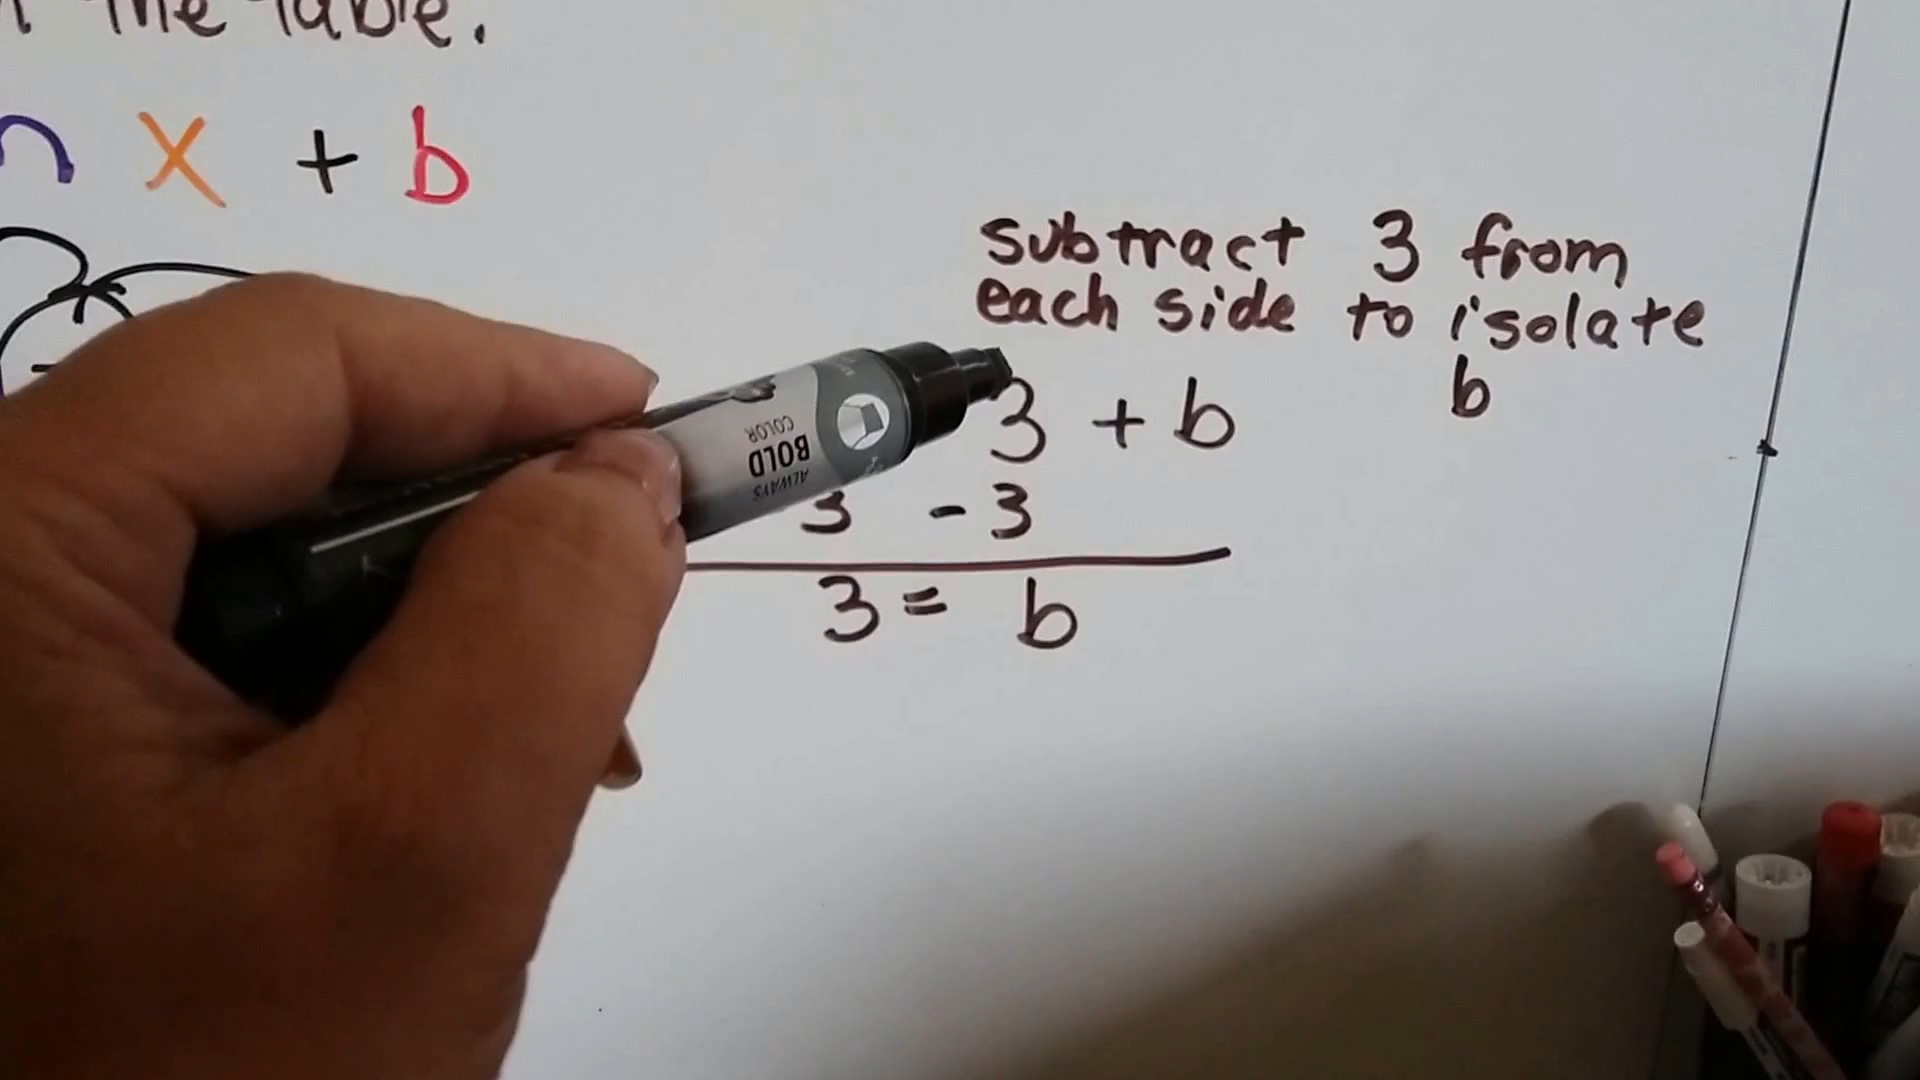 the table.
x + b
subtract 3 from
each side to isolate
b
3 + b
3 - 3
3 = b
ALWAYS
BOLD
COLOR